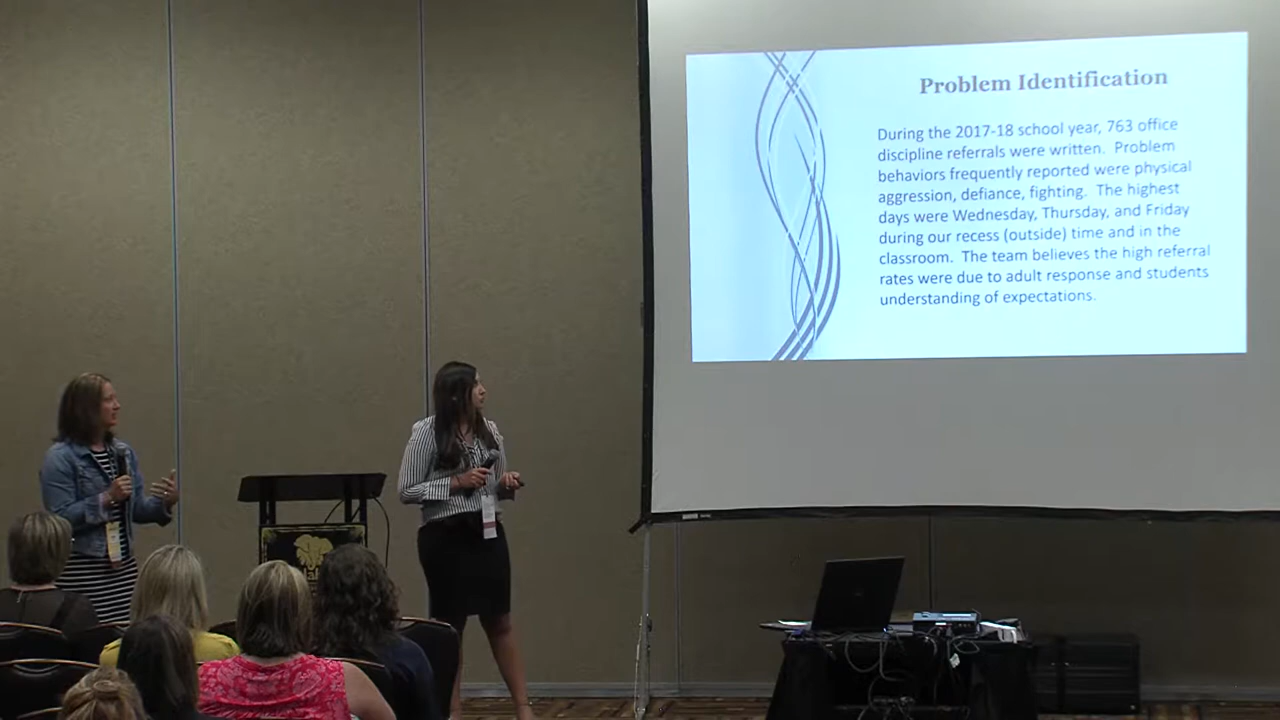 Problem Identification
During the 2017-18 school year, 763 office
discipline referrals were written. Problem
behaviors frequently reported were physical
aggression, defiance, fighting. The highest
days were Wednesday, Thursday, and Friday
during our recess (outside) time and in the
classroom. The team believes the high referral
rates were due to adult response and students
understanding of expectations.